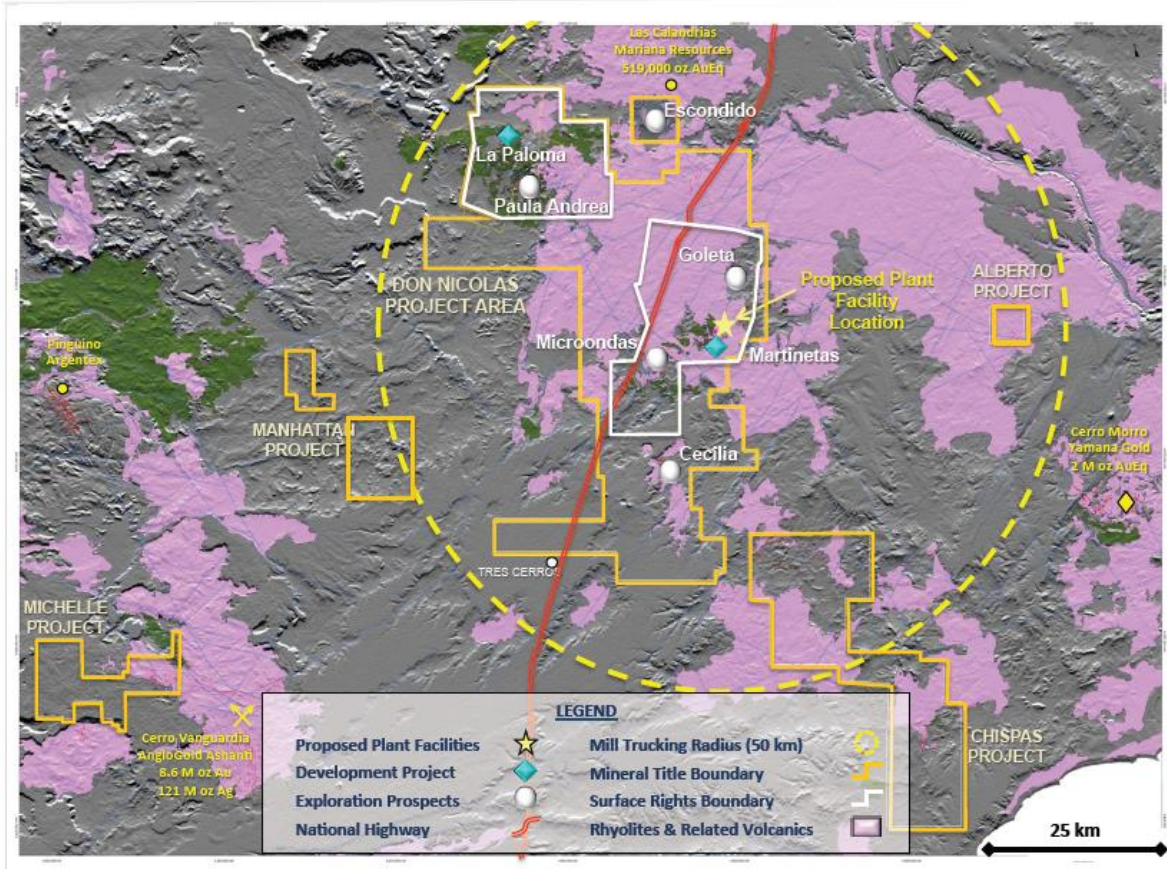 Las Calandrias
Mariana Resources
519,000 oz AuEq
Escondido
La Paloma
Paula Andrea
Goleta
DON NICOLAS
PROJECT AREA
Proposed Plant
Facility
Location
ALBERTO
PROJECT
Microondas
Martinetas
Pinguino
Argentex
MANHATTAN
PROJECT
Cecilia
Cerro Morro
Yamana Gold
2 M oz AuEq
TRES CERROS
MICHELLE
PROJECT
Cerro Vanguardia
AngloGold Ashanti
8.6 M oz Au
121 M oz Ag
CHISPAS
PROJECT
LEGEND
Proposed Plant Facilities
Mill Trucking Radius (50 km)
Development Project
Mineral Title Boundary
Exploration Prospects
Surface Rights Boundary
National Highway
Rhyolites & Related Volcanics
25 km